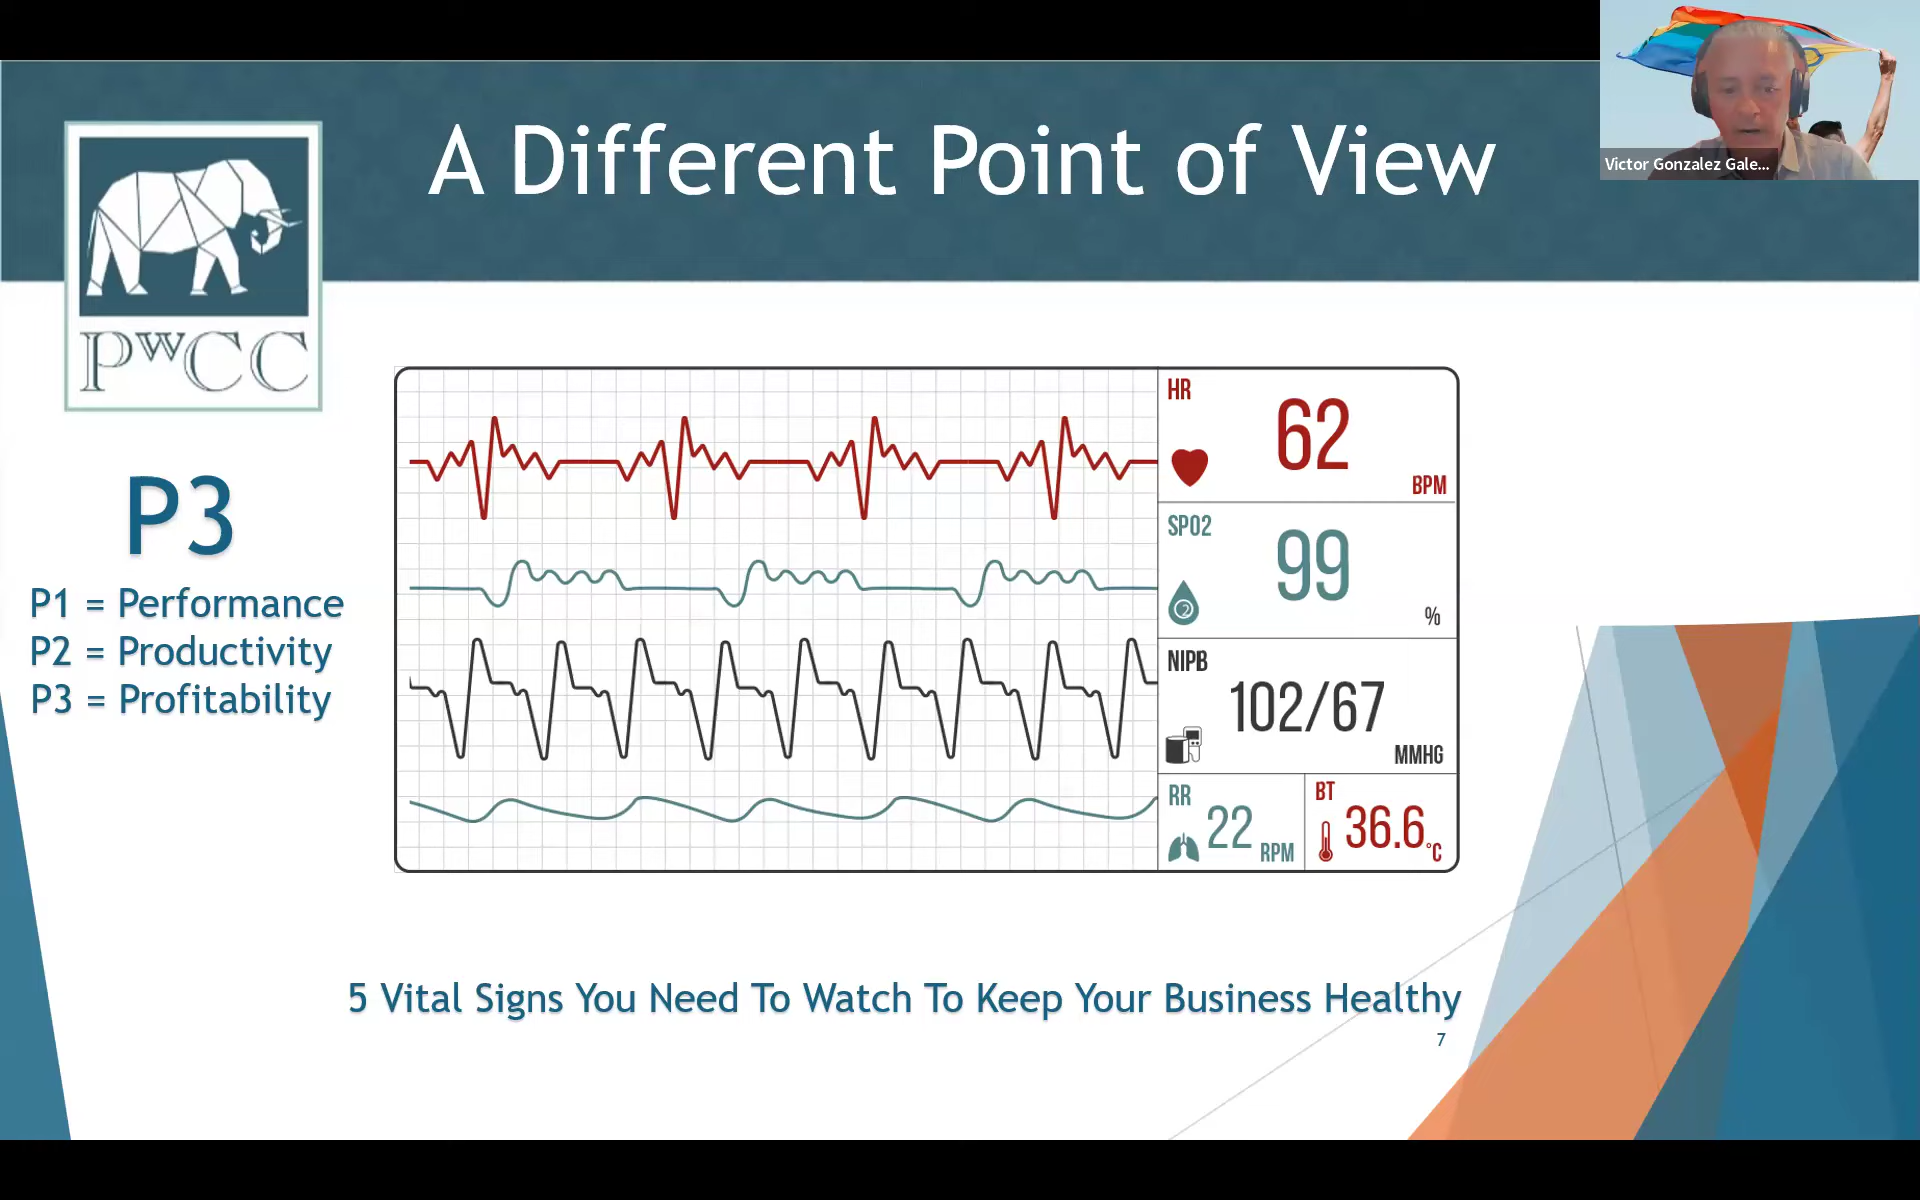 A Different Point of View
Victor Gonzalez Gale...
PWCC
P3
P1 = Performance
P2 = Productivity
P3 = Profitability
HR
62
BPM
SPO2
99
2
%
NIPB
102/67
MMHG
RR
22
RPM
BT
36.6
°C
5 Vital Signs You Need To Watch To Keep Your Business Healthy
7